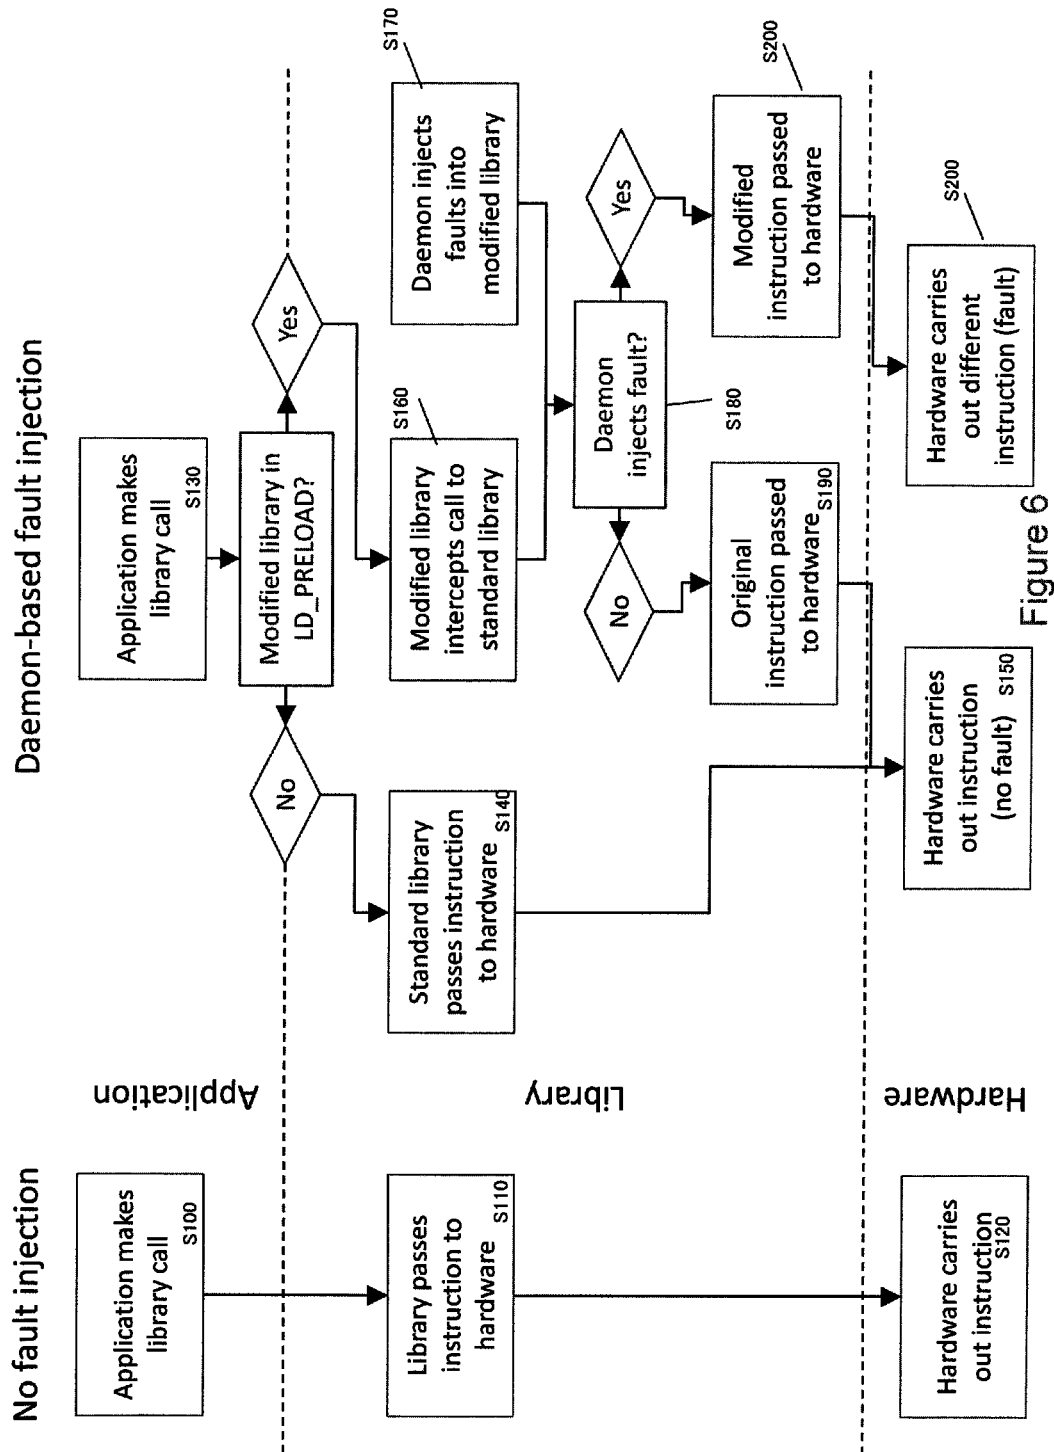 No fault injection
Daemon-based fault injection
Application
Library
Hardware
Application makes
library call
S100
Library passes
instruction to
hardware
S110
Hardware carries
out instruction
S120
Application makes
library call
S130
Modified library in
LD_PRELOAD?
No
Yes
Standard library
passes instruction
to hardware
S140
Modified library
intercepts call to
standard library
S160
Daemon injects
faults into
modified library
S170
Daemon
injects fault?
S180
No
Yes
Original
instruction passed
to hardware
S190
Modified
instruction passed
to hardware
S200
Hardware carries
out instruction
(no fault)
S150
Hardware carries
out different
instruction (fault)
S200
Figure 6